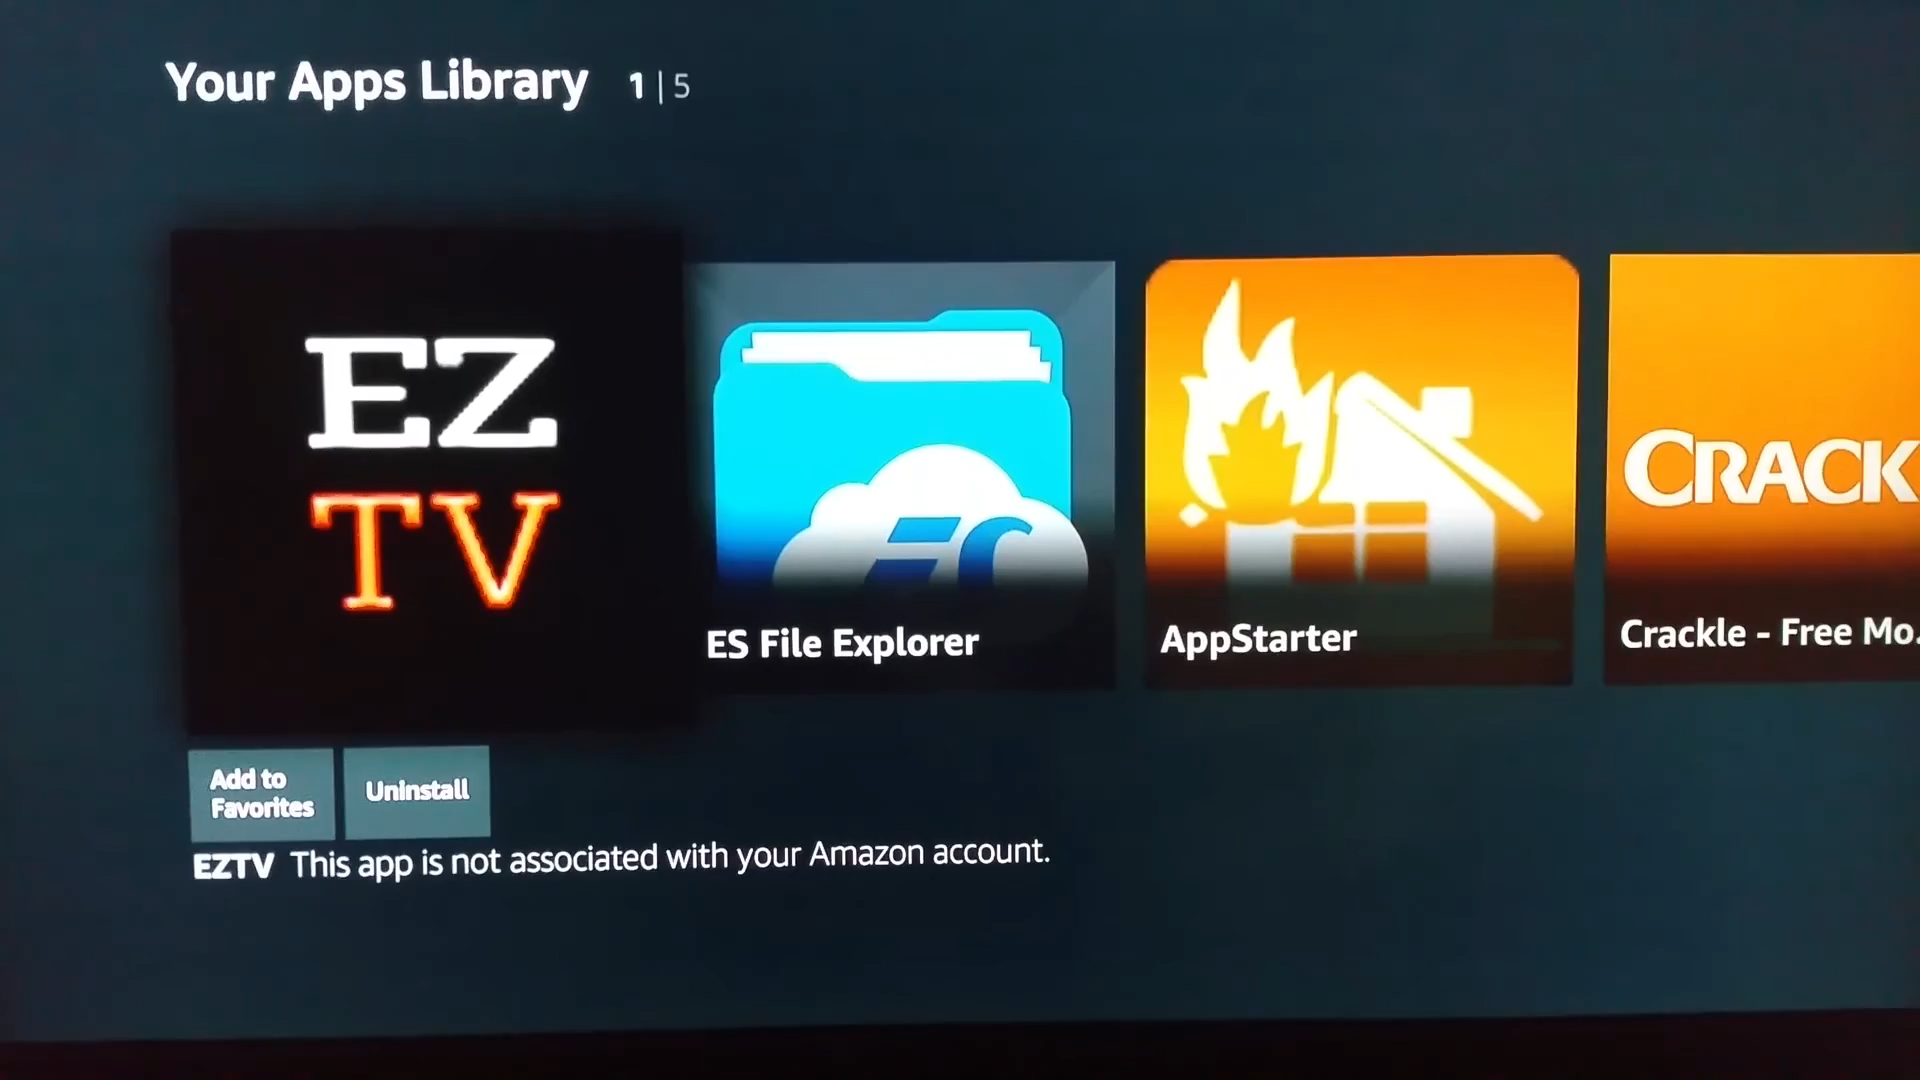 Your Apps Library 1 | 5
EZ
TV
ES File Explorer
AppStarter
CRACK
Crackle - Free Mo.
Add to
Favorites
Uninstall
EZTV This app is not associated with your Amazon account.